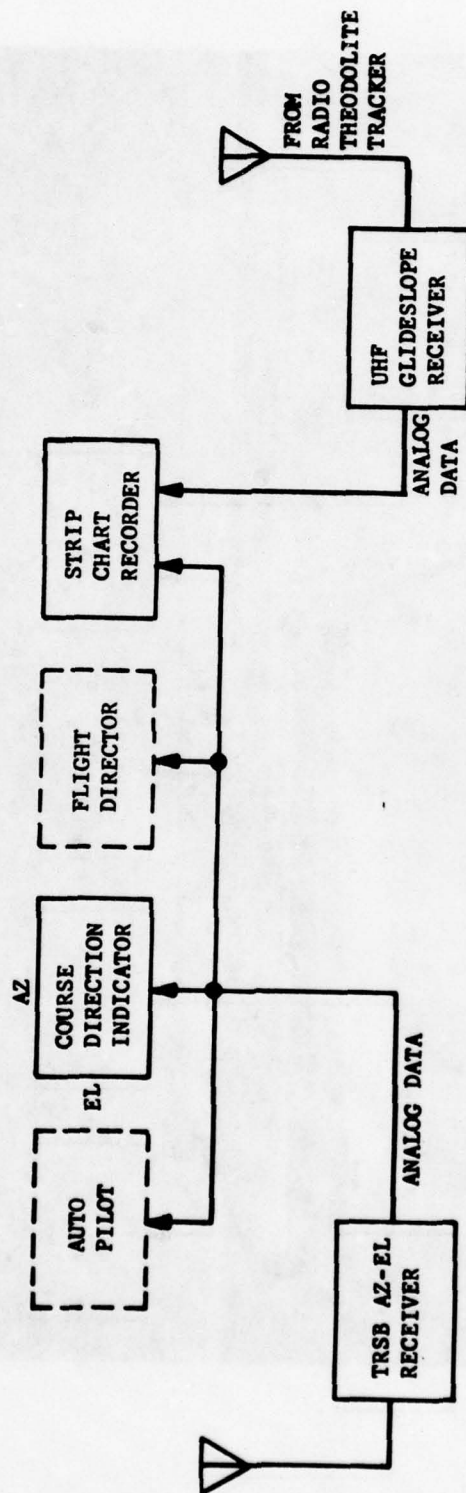 AUTO
PILOT
EL
AZ
COURSE
DIRECTION
INDICATOR
FLIGHT
DIRECTOR
STRIP
CHART
RECORDER
TRSB AZ-EL
RECEIVER
ANALOG DATA
ANALOG
DATA
UHF
GLIDESLOPE
RECEIVER
FROM
RADIO
THEODOLITE
TRACKER